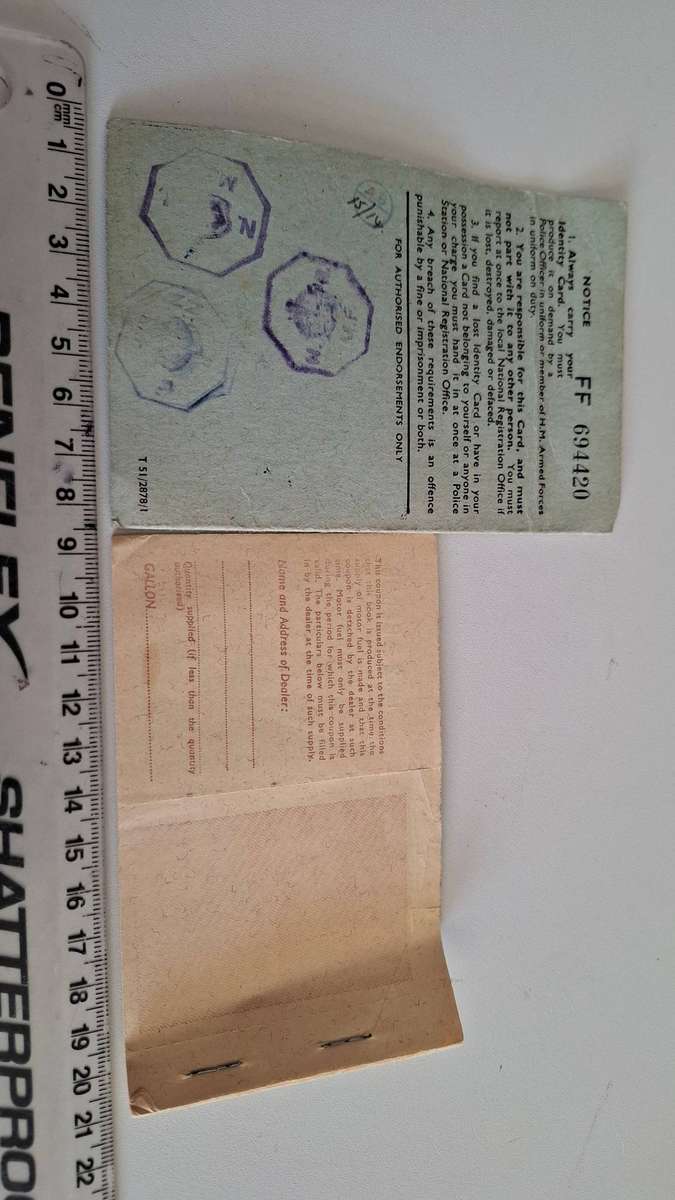 NOTICE
FF 694420
1. Always carry your
Identity Card. You must
produce it on demand by a
Police Officer in uniform or member of H.M. Armed Forces
in uniform on duty.
2. You are responsible for this Card, and must
not part with it to any other person. You must
report at once to the local National Registration Office if
it is lost, destroyed, damaged or defaced.
3. If you find a lost Identity Card or have in your
possession a Card not belonging to yourself or anyone in
your charge you must hand it in at once at a Police
Station or National Registration Office.
4. Any breach of these requirements is an offence
punishable by a fine or imprisonment or both.
FOR AUTHORISED ENDORSEMENTS ONLY
T 51/2878/1
This coupon is issued subject to the conditions
that this book is produced at the time the
supply of motor fuel is made and that this
coupon is detached by the dealer at such
time. Motor fuel must only be supplied
during the period for which this coupon is
valid. The particulars below must be filled
in by the dealer at the time of such supply.
Name and Address of Dealer:
Quantity supplied (if less than the quantity
authorised)
GALLON
mm
cm
0 1 2 3 4 5 6 7 8 9 10 11 12 13 14 15 16 17 18 19 20 21 22
SHATTERPROO